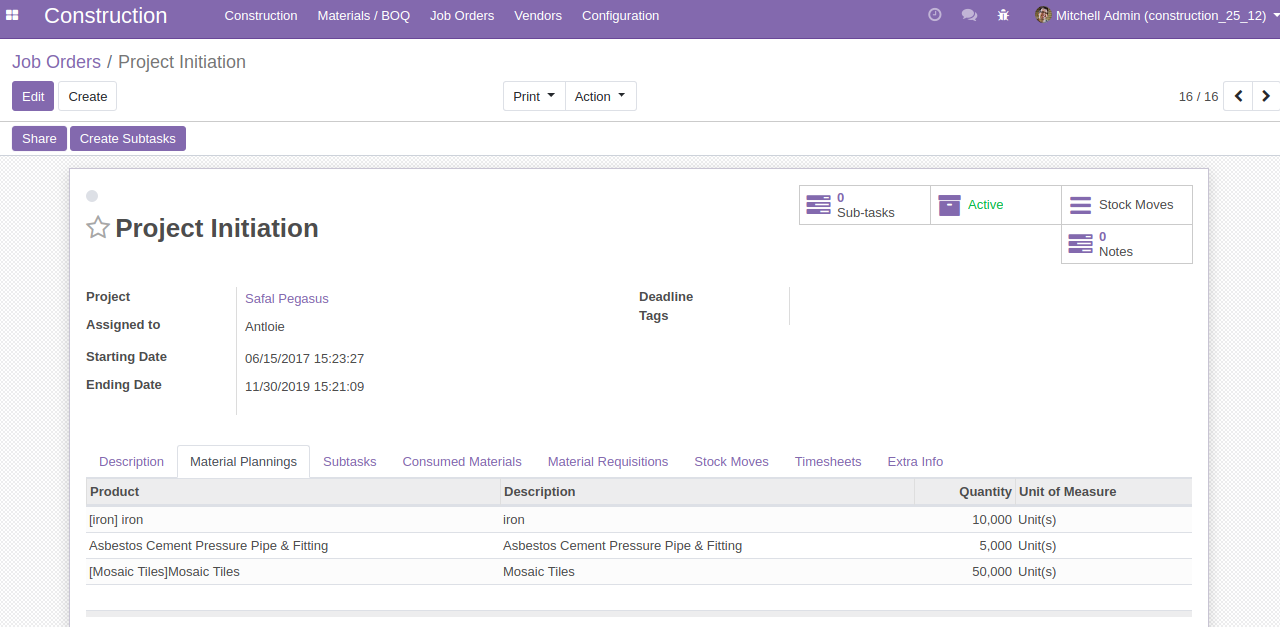 Construction Construction Materials / BOQ Job Orders Vendors Configuration Mitchell Admin (construction_25_12)
Job Orders / Project Initiation
Edit Create Print Action 16 / 16
Share Create Subtasks
0
Sub-tasks
Active
Stock Moves
Project Initiation
0
Notes
Project Safal Pegasus
Assigned to Antloie
Starting Date 06/15/2017 15:23:27
Ending Date 11/30/2019 15:21:09
Deadline
Tags
Description Material Plannings Subtasks Consumed Materials Material Requisitions Stock Moves Timesheets Extra Info
Product Description Quantity Unit of Measure
[iron] iron iron 10,000 Unit(s)
Asbestos Cement Pressure Pipe & Fitting Asbestos Cement Pressure Pipe & Fitting 5,000 Unit(s)
[Mosaic Tiles]Mosaic Tiles Mosaic Tiles 50,000 Unit(s)